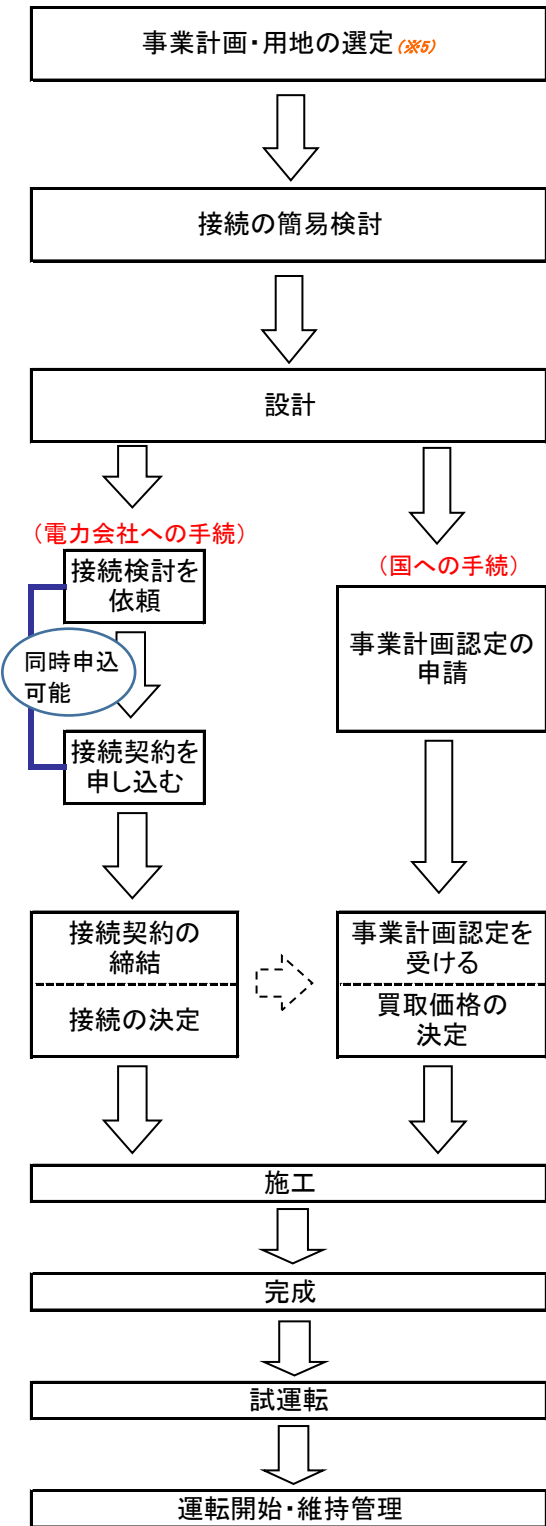 事業計画・用地の選定(※5)
接続の簡易検討
設計
(電力会社への手続)
接続検討を
依頼
同時申込
可能
接続契約を
申し込む
接続契約の
締結
接続の決定
(国への手続)
事業計画認定の
申請
事業計画認定を
受ける
買取価格の
決定
施工
完成
試運転
運転開始・維持管理